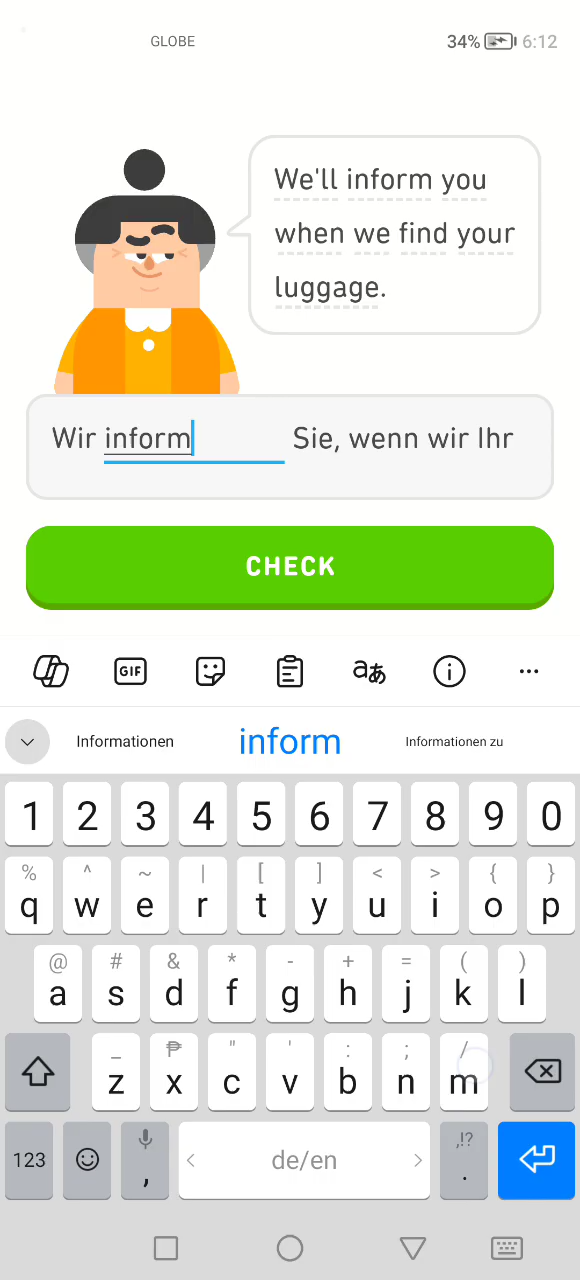 GLOBE 34% 6:12
We'll inform you
when we find your
luggage.
Wir inform Sie, wenn wir Ihr
CHECK
GIF
aあ
Informationen inform Informationen zu
1 2 3 4 5 6 7 8 9 0
% ^ ~ | [ ] < > { }
q w e r t y u i o p
@ # & * - + = ( )
a s d f g h j k l
_ ₱ " ' : ; /
z x c v b n m
,!?
123 , < de/en > .